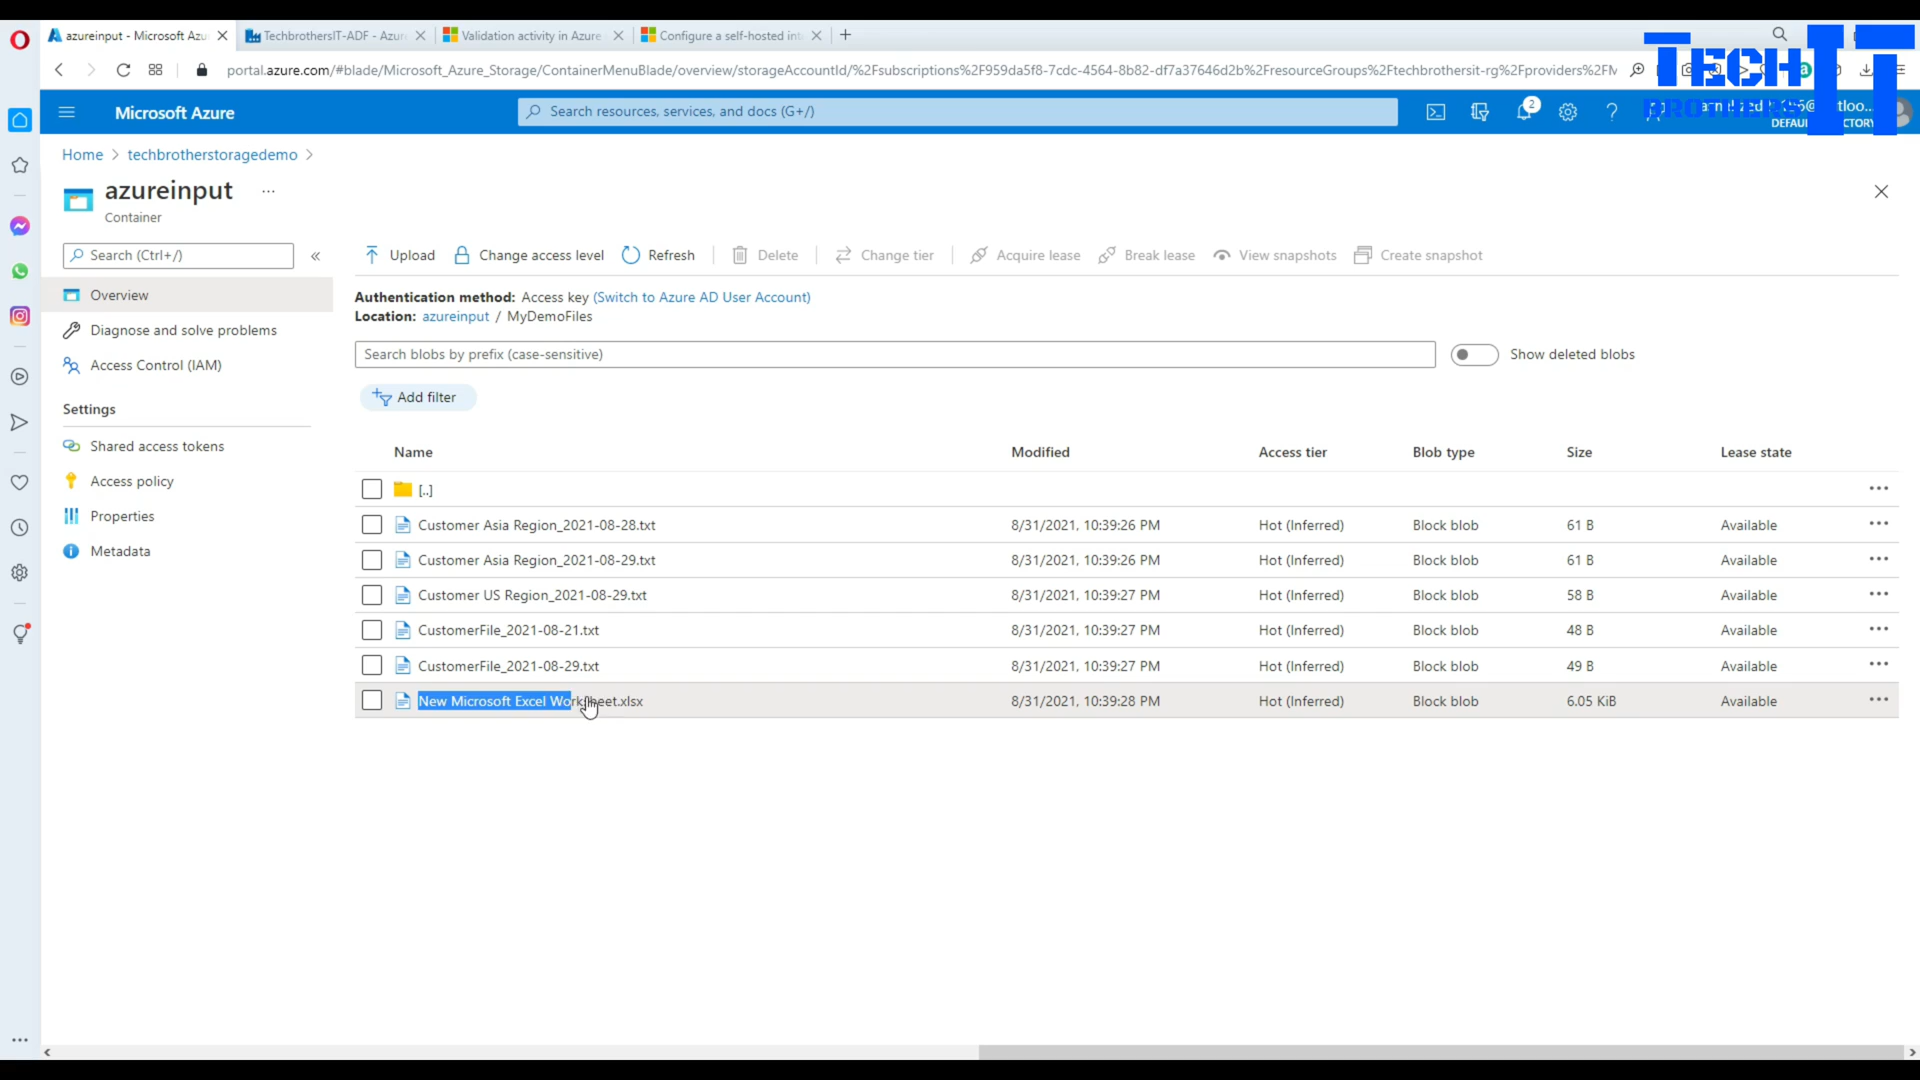 azureinput - Microsoft Azu
TechbrothersIT-ADF - Azur
Validation activity in Azure
Configure a self-hosted int
portal.azure.com/#blade/Microsoft_Azure_Storage/ContainerMenuBlade/overview/storageAccountId/%2Fsubscriptions%2F959da5f8-7cdc-4564-8b82-df7a37646d2b%2FresourceGroups%2Ftechbrothersit-rg%2Fproviders%2FM
TECH IT
BROTHERS
Microsoft Azure
Search resources, services, and docs (G+/)
2
Home > techbrotherstoragedemo >
azureinput ...
Container
Search (Ctrl+/)
«
Upload
Change access level
Refresh
Delete
Change tier
Acquire lease
Break lease
View snapshots
Create snapshot
Overview
Diagnose and solve problems
Access Control (IAM)
Settings
Shared access tokens
Access policy
Properties
Metadata
Authentication method: Access key (Switch to Azure AD User Account)
Location: azureinput / MyDemoFiles
Search blobs by prefix (case-sensitive)
Show deleted blobs
Add filter
Name Modified Access tier Blob type Size Lease state
[..]
Customer Asia Region_2021-08-28.txt 8/31/2021, 10:39:26 PM Hot (Inferred) Block blob 61 B Available
Customer Asia Region_2021-08-29.txt 8/31/2021, 10:39:26 PM Hot (Inferred) Block blob 61 B Available
Customer US Region_2021-08-29.txt 8/31/2021, 10:39:27 PM Hot (Inferred) Block blob 58 B Available
CustomerFile_2021-08-21.txt 8/31/2021, 10:39:27 PM Hot (Inferred) Block blob 48 B Available
CustomerFile_2021-08-29.txt 8/31/2021, 10:39:27 PM Hot (Inferred) Block blob 49 B Available
New Microsoft Excel Worksheet.xlsx 8/31/2021, 10:39:28 PM Hot (Inferred) Block blob 6.05 KiB Available